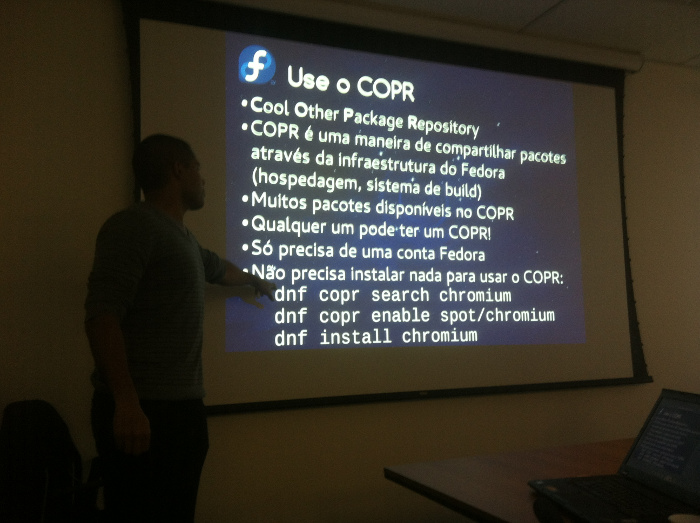 Use o COPR
•Cool Other Package Repository
•COPR é uma maneira de compartilhar pacotes
através da infraestrutura do Fedora
(hospedagem, sistema de build)
•Muitos pacotes disponíveis no COPR
•Qualquer um pode ter um COPR!
•Só precisa de uma conta Fedora
•Não precisa instalar nada para usar o COPR:
dnf copr search chromium
dnf copr enable spot/chromium
dnf install chromium